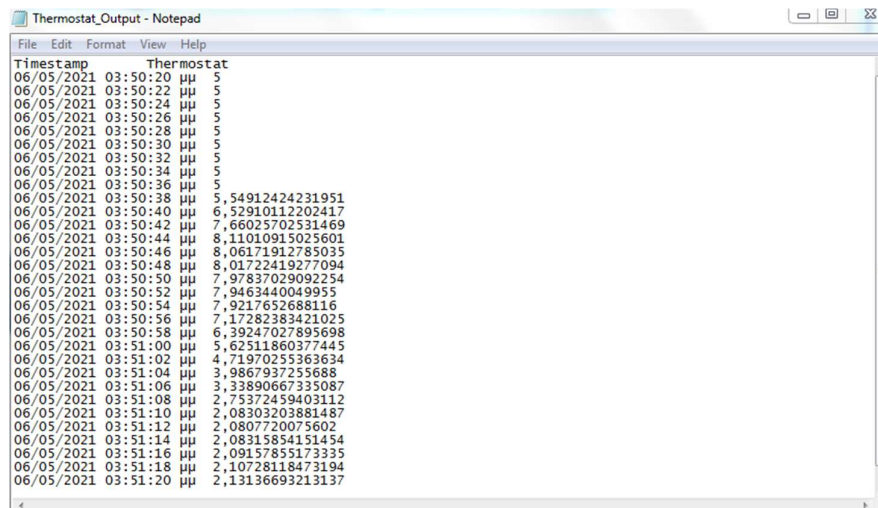 Thermostat_Output - Notepad
File Edit Format View Help
Timestamp Thermostat
06/05/2021 03:50:20 μμ 5
06/05/2021 03:50:22 μμ 5
06/05/2021 03:50:24 μμ 5
06/05/2021 03:50:26 μμ 5
06/05/2021 03:50:28 μμ 5
06/05/2021 03:50:30 μμ 5
06/05/2021 03:50:32 μμ 5
06/05/2021 03:50:34 μμ 5
06/05/2021 03:50:36 μμ 5
06/05/2021 03:50:38 μμ 5,54912424231951
06/05/2021 03:50:40 μμ 6,52910112202417
06/05/2021 03:50:42 μμ 7,66025702531469
06/05/2021 03:50:44 μμ 8,11010915025601
06/05/2021 03:50:46 μμ 8,06171912785035
06/05/2021 03:50:48 μμ 8,01722419277094
06/05/2021 03:50:50 μμ 7,97837029092254
06/05/2021 03:50:52 μμ 7,9463440049955
06/05/2021 03:50:54 μμ 7,9217652688116
06/05/2021 03:50:56 μμ 7,17282383421025
06/05/2021 03:50:58 μμ 6,39247027895698
06/05/2021 03:51:00 μμ 5,62511860377445
06/05/2021 03:51:02 μμ 4,71970255363634
06/05/2021 03:51:04 μμ 3,9867937255688
06/05/2021 03:51:06 μμ 3,33890667335087
06/05/2021 03:51:08 μμ 2,75372459403112
06/05/2021 03:51:10 μμ 2,08303203881487
06/05/2021 03:51:12 μμ 2,0807720075602
06/05/2021 03:51:14 μμ 2,08315854151454
06/05/2021 03:51:16 μμ 2,09157855173335
06/05/2021 03:51:18 μμ 2,10728118473194
06/05/2021 03:51:20 μμ 2,13136693213137